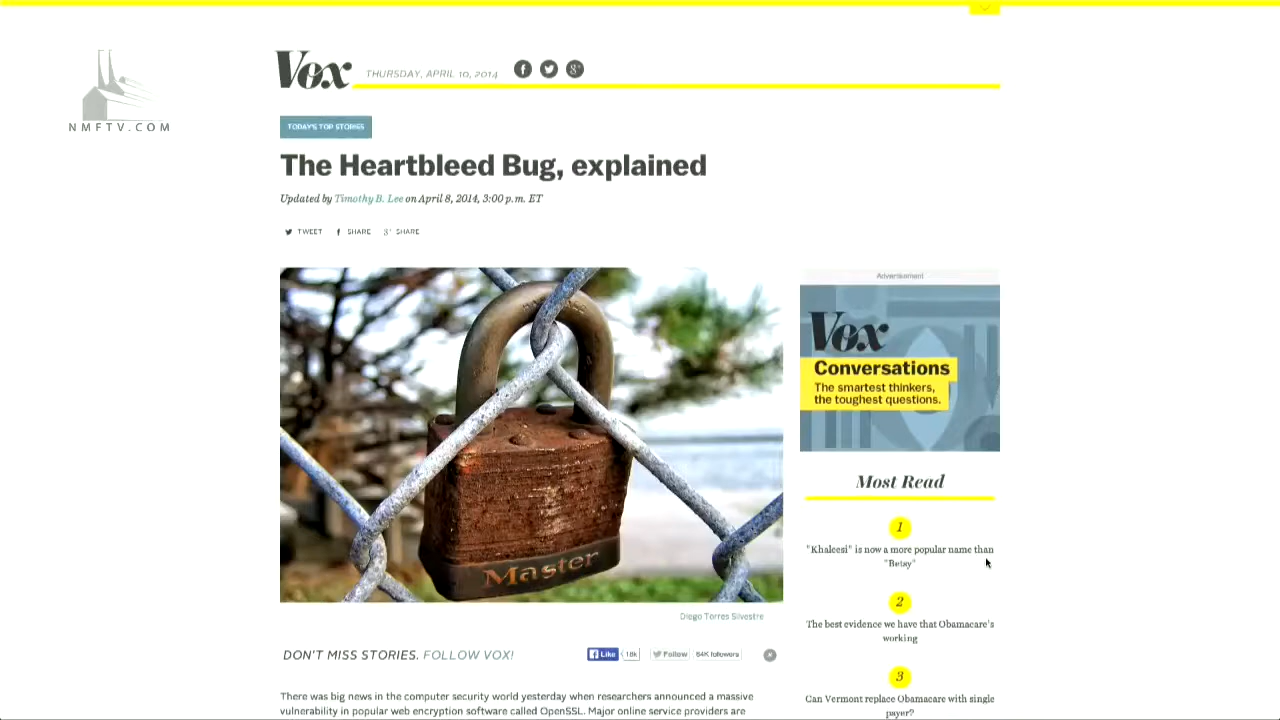 NMFTV.COM
Vox
THURSDAY, APRIL 10, 2014
TODAY'S TOP STORIES
The Heartbleed Bug, explained
Updated by Timothy B. Lee on April 8, 2014, 3:00 p.m. ET
TWEET SHARE SHARE
Master
Diego Torres Silvestre
DON'T MISS STORIES. FOLLOW VOX!
Like 18k Follow 64K followers
There was big news in the computer security world yesterday when researchers announced a massive
vulnerability in popular web encryption software called OpenSSL. Major online service providers are
Advertisement
Vox
Conversations
The smartest thinkers,
the toughest questions.
Most Read
1
"Khaleesi" is now a more popular name than
"Betsy"
2
The best evidence we have that Obamacare's
working
3
Can Vermont replace Obamacare with single
payer?